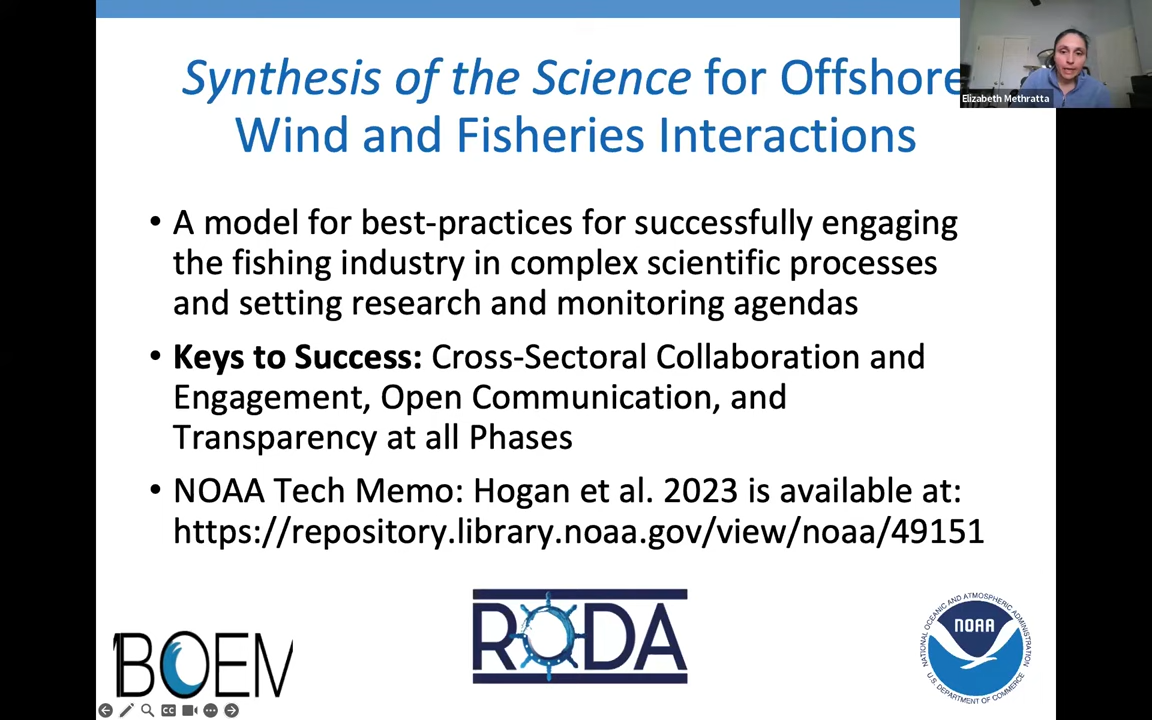 Synthesis of the Science for Offshore
Wind and Fisheries Interactions
Elizabeth Methratta
• A model for best-practices for successfully engaging
the fishing industry in complex scientific processes
and setting research and monitoring agendas
• Keys to Success: Cross-Sectoral Collaboration and
Engagement, Open Communication, and
Transparency at all Phases
• NOAA Tech Memo: Hogan et al. 2023 is available at:
https://repository.library.noaa.gov/view/noaa/49151
BOEM
RODA
NATIONAL OCEANIC AND ATMOSPHERIC ADMINISTRATION
NOAA
U.S. DEPARTMENT OF COMMERCE
CC